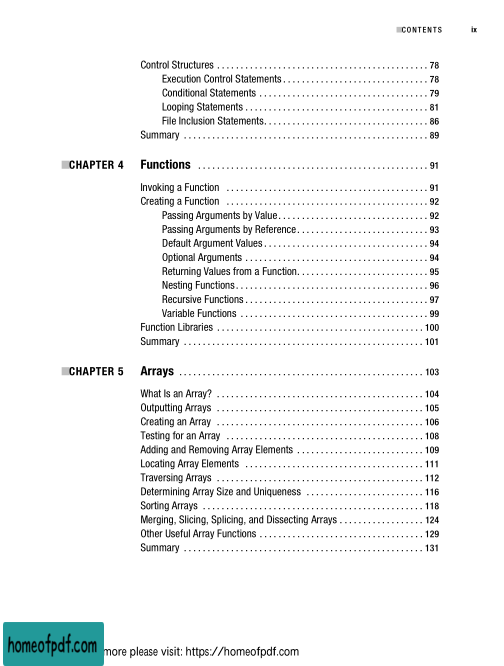 ■CONTENTS ix
Control Structures . . . . . . . . . . . . . . . . . . . . . . . . . . . . . . . . . . . . . . . . . . . . . 78
Execution Control Statements . . . . . . . . . . . . . . . . . . . . . . . . . . . . . . . 78
Conditional Statements . . . . . . . . . . . . . . . . . . . . . . . . . . . . . . . . . . . . 79
Looping Statements . . . . . . . . . . . . . . . . . . . . . . . . . . . . . . . . . . . . . . . 81
File Inclusion Statements. . . . . . . . . . . . . . . . . . . . . . . . . . . . . . . . . . . 86
Summary . . . . . . . . . . . . . . . . . . . . . . . . . . . . . . . . . . . . . . . . . . . . . . . . . . . . 89
■CHAPTER 4 Functions . . . . . . . . . . . . . . . . . . . . . . . . . . . . . . . . . . . . . . . . . . . . . . . . . 91
Invoking a Function . . . . . . . . . . . . . . . . . . . . . . . . . . . . . . . . . . . . . . . . . . . 91
Creating a Function . . . . . . . . . . . . . . . . . . . . . . . . . . . . . . . . . . . . . . . . . . . 92
Passing Arguments by Value . . . . . . . . . . . . . . . . . . . . . . . . . . . . . . . . 92
Passing Arguments by Reference . . . . . . . . . . . . . . . . . . . . . . . . . . . . 93
Default Argument Values . . . . . . . . . . . . . . . . . . . . . . . . . . . . . . . . . . . 94
Optional Arguments . . . . . . . . . . . . . . . . . . . . . . . . . . . . . . . . . . . . . . . 94
Returning Values from a Function. . . . . . . . . . . . . . . . . . . . . . . . . . . . 95
Nesting Functions . . . . . . . . . . . . . . . . . . . . . . . . . . . . . . . . . . . . . . . . . 96
Recursive Functions . . . . . . . . . . . . . . . . . . . . . . . . . . . . . . . . . . . . . . . 97
Variable Functions . . . . . . . . . . . . . . . . . . . . . . . . . . . . . . . . . . . . . . . . 99
Function Libraries . . . . . . . . . . . . . . . . . . . . . . . . . . . . . . . . . . . . . . . . . . . . 100
Summary . . . . . . . . . . . . . . . . . . . . . . . . . . . . . . . . . . . . . . . . . . . . . . . . . . . 101
■CHAPTER 5 Arrays . . . . . . . . . . . . . . . . . . . . . . . . . . . . . . . . . . . . . . . . . . . . . . . . . . . . 103
What Is an Array? . . . . . . . . . . . . . . . . . . . . . . . . . . . . . . . . . . . . . . . . . . . . 104
Outputting Arrays . . . . . . . . . . . . . . . . . . . . . . . . . . . . . . . . . . . . . . . . . . . . 105
Creating an Array . . . . . . . . . . . . . . . . . . . . . . . . . . . . . . . . . . . . . . . . . . . . 106
Testing for an Array . . . . . . . . . . . . . . . . . . . . . . . . . . . . . . . . . . . . . . . . . . 108
Adding and Removing Array Elements . . . . . . . . . . . . . . . . . . . . . . . . . . . 109
Locating Array Elements . . . . . . . . . . . . . . . . . . . . . . . . . . . . . . . . . . . . . . 111
Traversing Arrays . . . . . . . . . . . . . . . . . . . . . . . . . . . . . . . . . . . . . . . . . . . . 112
Determining Array Size and Uniqueness . . . . . . . . . . . . . . . . . . . . . . . . . 116
Sorting Arrays . . . . . . . . . . . . . . . . . . . . . . . . . . . . . . . . . . . . . . . . . . . . . . . 118
Merging, Slicing, Splicing, and Dissecting Arrays . . . . . . . . . . . . . . . . . . 124
Other Useful Array Functions . . . . . . . . . . . . . . . . . . . . . . . . . . . . . . . . . . . 129
Summary . . . . . . . . . . . . . . . . . . . . . . . . . . . . . . . . . . . . . . . . . . . . . . . . . . . 131
homeofpdf.com more please visit: https://homeofpdf.com